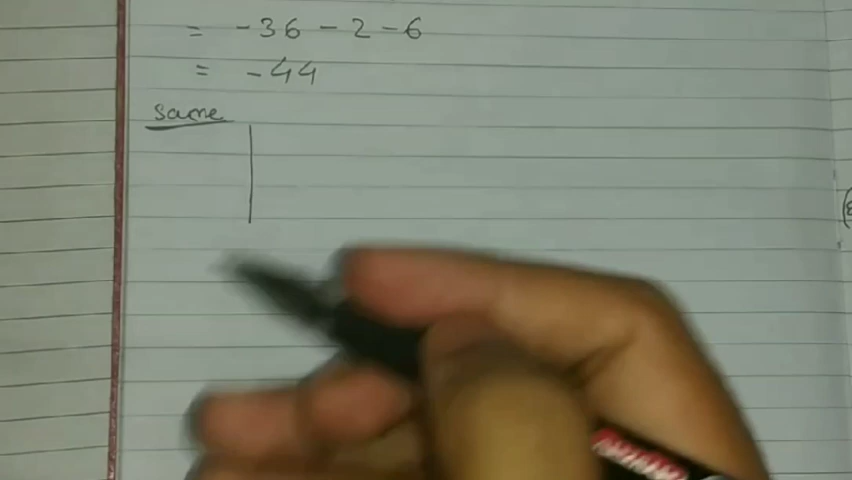 = -36 - 2 - 6
= -44
same